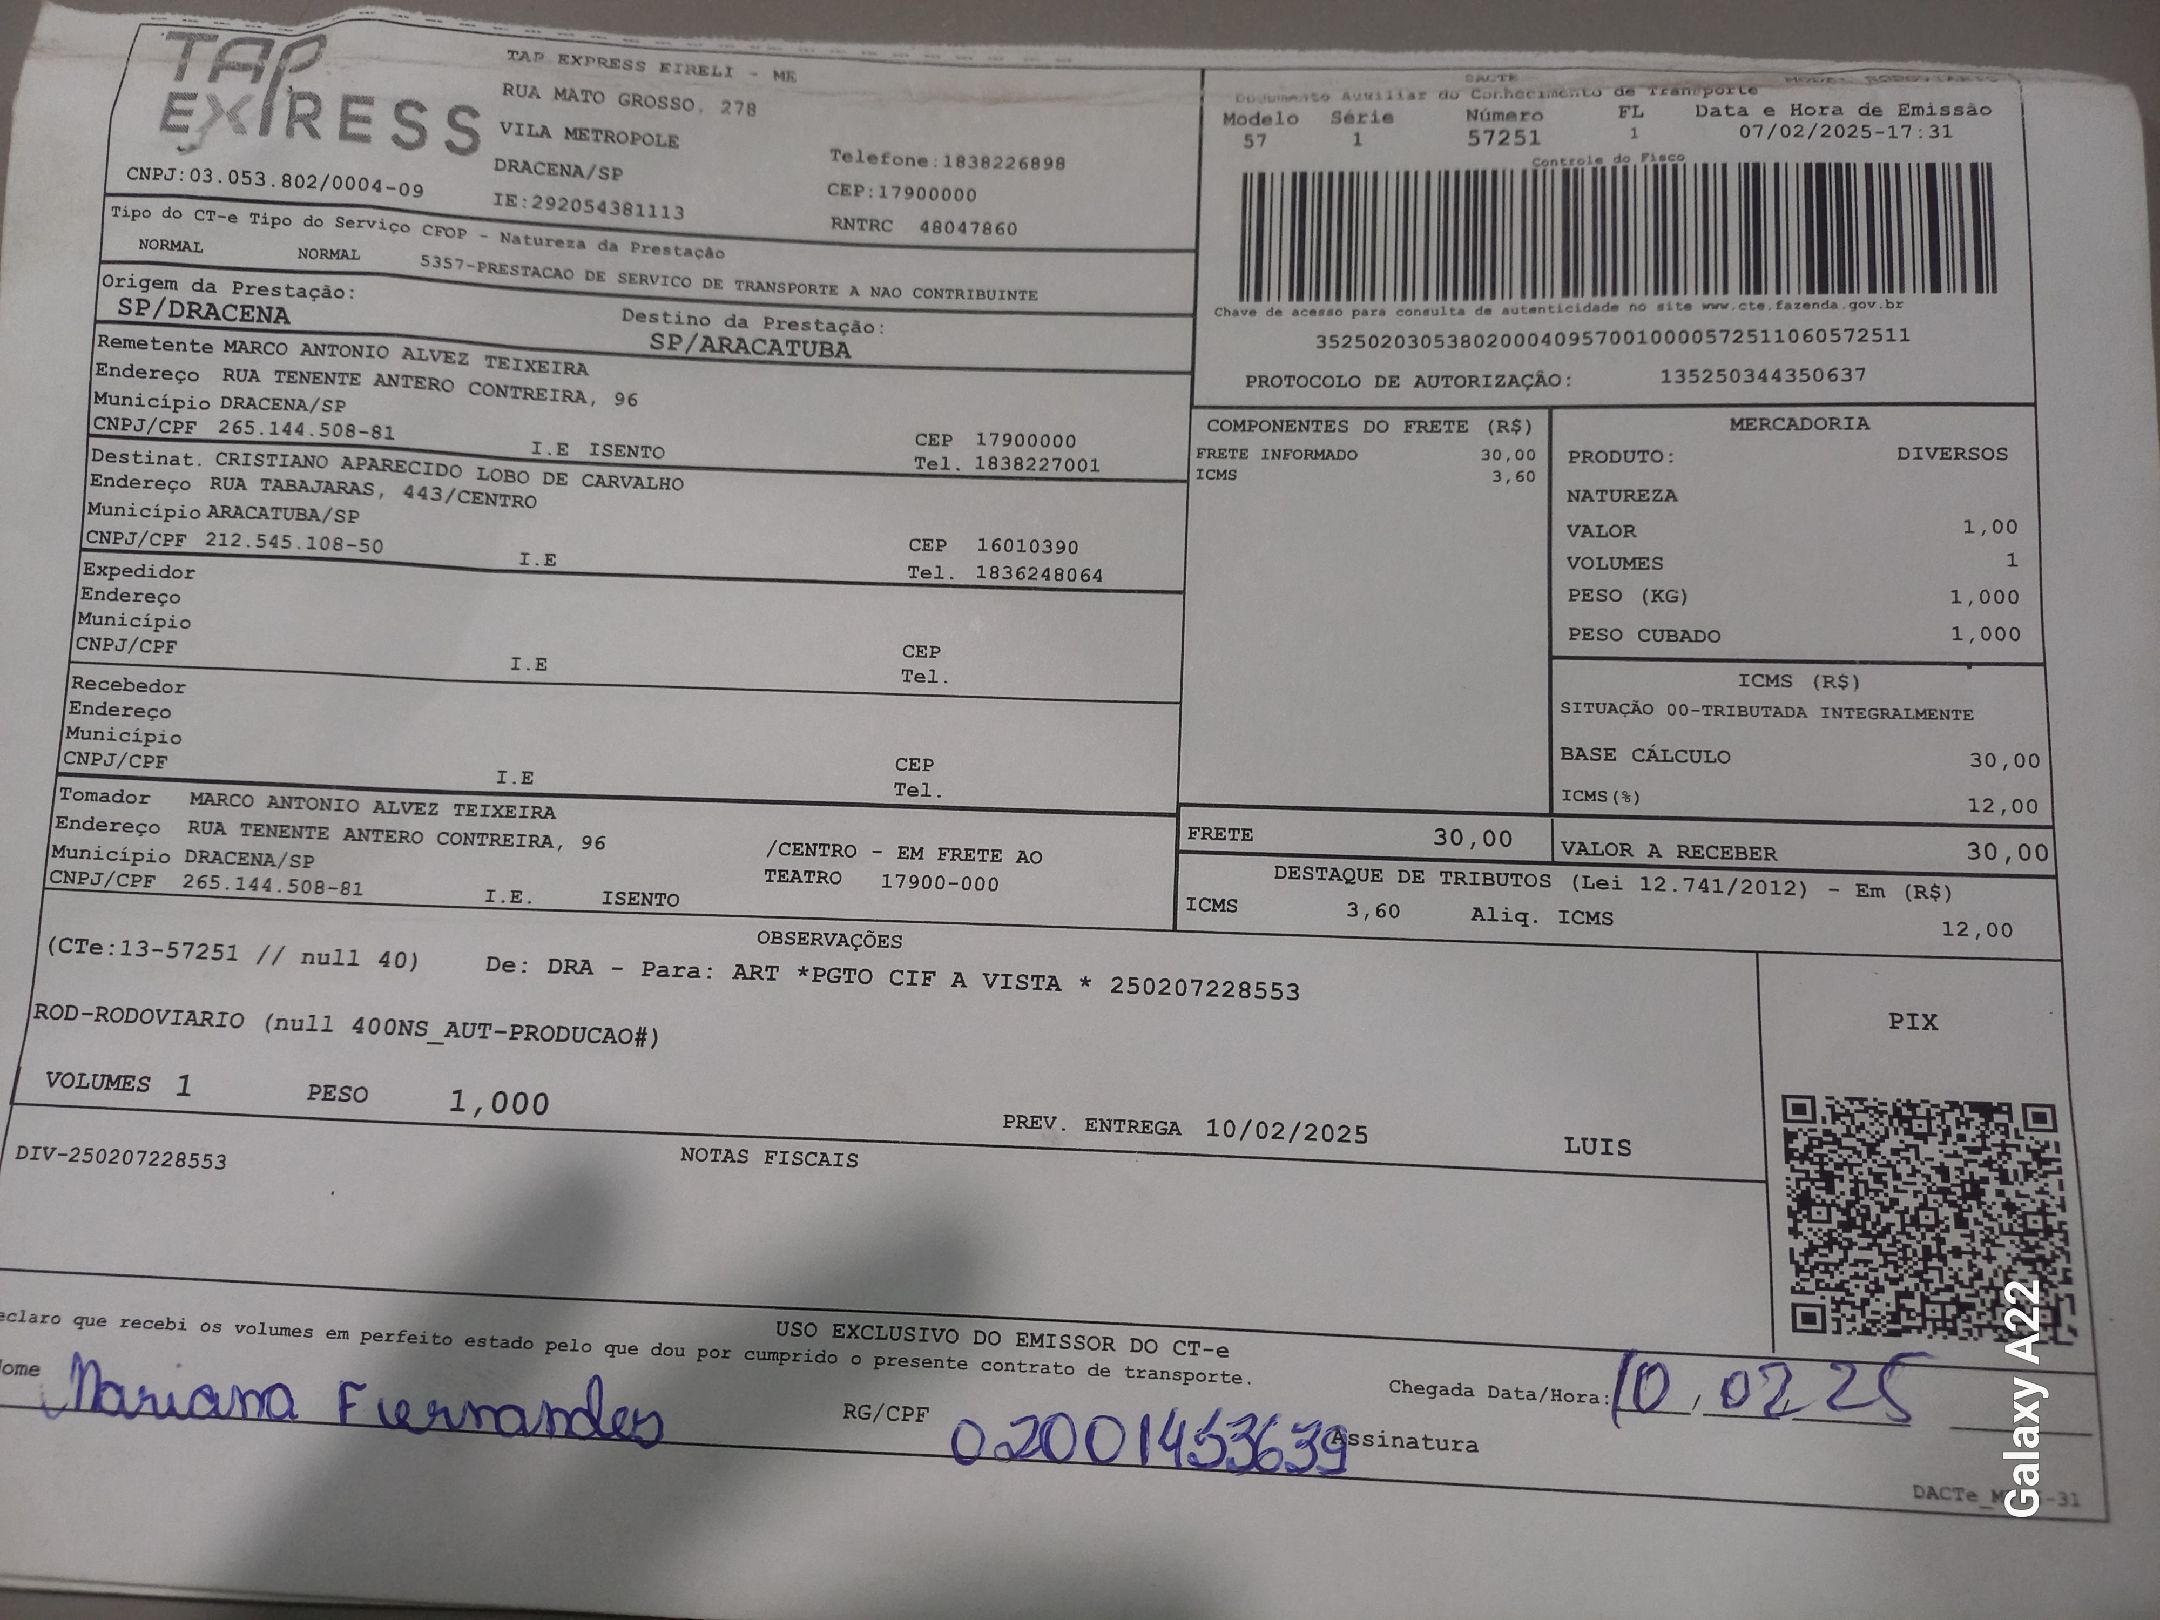 TAP EXPRESS
TAP EXPRESS EIRELI - ME
RUA MATO GROSSO, 278
VILA METROPOLE
DRACENA/SP
IE:292054381113
Telefone:1838226898
CEP:17900000
RNTRC 48047860
CNPJ:03.053.802/0004-09
DACTE
Documento Auxiliar do Conhecimento de Transporte
Modelo Série Número FL Data e Hora de Emissão
57 1 57251 1 07/02/2025-17:31
Controle do Fisco
Chave de acesso para consulta de autenticidade no site www.cte.fazenda.gov.br
35250203053802000409570010000572511060572511
PROTOCOLO DE AUTORIZAÇÃO: 135250344350637
Tipo do CT-e Tipo do Serviço CFOP - Natureza da Prestação
NORMAL NORMAL 5357-PRESTACAO DE SERVICO DE TRANSPORTE A NAO CONTRIBUINTE
Origem da Prestação: Destino da Prestação:
SP/DRACENA SP/ARACATUBA
Remetente MARCO ANTONIO ALVEZ TEIXEIRA
Endereço RUA TENENTE ANTERO CONTREIRA, 96
Município DRACENA/SP CEP 17900000
CNPJ/CPF 265.144.508-81 I.E ISENTO Tel. 1838227001
Destinat. CRISTIANO APARECIDO LOBO DE CARVALHO
Endereço RUA TABAJARAS, 443/CENTRO
Município ARACATUBA/SP CEP 16010390
CNPJ/CPF 212.545.108-50 I.E Tel. 1836248064
Expedidor
Endereço
Município CEP
CNPJ/CPF I.E Tel.
Recebedor
Endereço
Município CEP
CNPJ/CPF I.E Tel.
Tomador MARCO ANTONIO ALVEZ TEIXEIRA
Endereço RUA TENENTE ANTERO CONTREIRA, 96 /CENTRO - EM FRETE AO
Município DRACENA/SP TEATRO 17900-000
CNPJ/CPF 265.144.508-81 I.E. ISENTO
COMPONENTES DO FRETE (R$)
FRETE INFORMADO 30,00
ICMS 3,60
MERCADORIA
PRODUTO: DIVERSOS
NATUREZA
VALOR 1,00
VOLUMES 1
PESO (KG) 1,000
PESO CUBADO 1,000
ICMS (R$)
SITUAÇÃO 00-TRIBUTADA INTEGRALMENTE
BASE CÁLCULO 30,00
ICMS(%) 12,00
FRETE 30,00 VALOR A RECEBER 30,00
DESTAQUE DE TRIBUTOS (Lei 12.741/2012) - Em (R$)
ICMS 3,60 Aliq. ICMS 12,00
OBSERVAÇÕES
(CTe:13-57251 // null 40) De: DRA - Para: ART *PGTO CIF A VISTA * 250207228553
ROD-RODOVIARIO (null 400NS_AUT-PRODUCAO#)
VOLUMES 1 PESO 1,000 PREV. ENTREGA 10/02/2025 LUIS
PIX
NOTAS FISCAIS
DIV-250207228553
USO EXCLUSIVO DO EMISSOR DO CT-e
eclaro que recebi os volumes em perfeito estado pelo que dou por cumprido o presente contrato de transporte.
ome Mariana Fernandes RG/CPF 02001453639 Assinatura
Chegada Data/Hora: 10, 02, 25
Galaxy A22